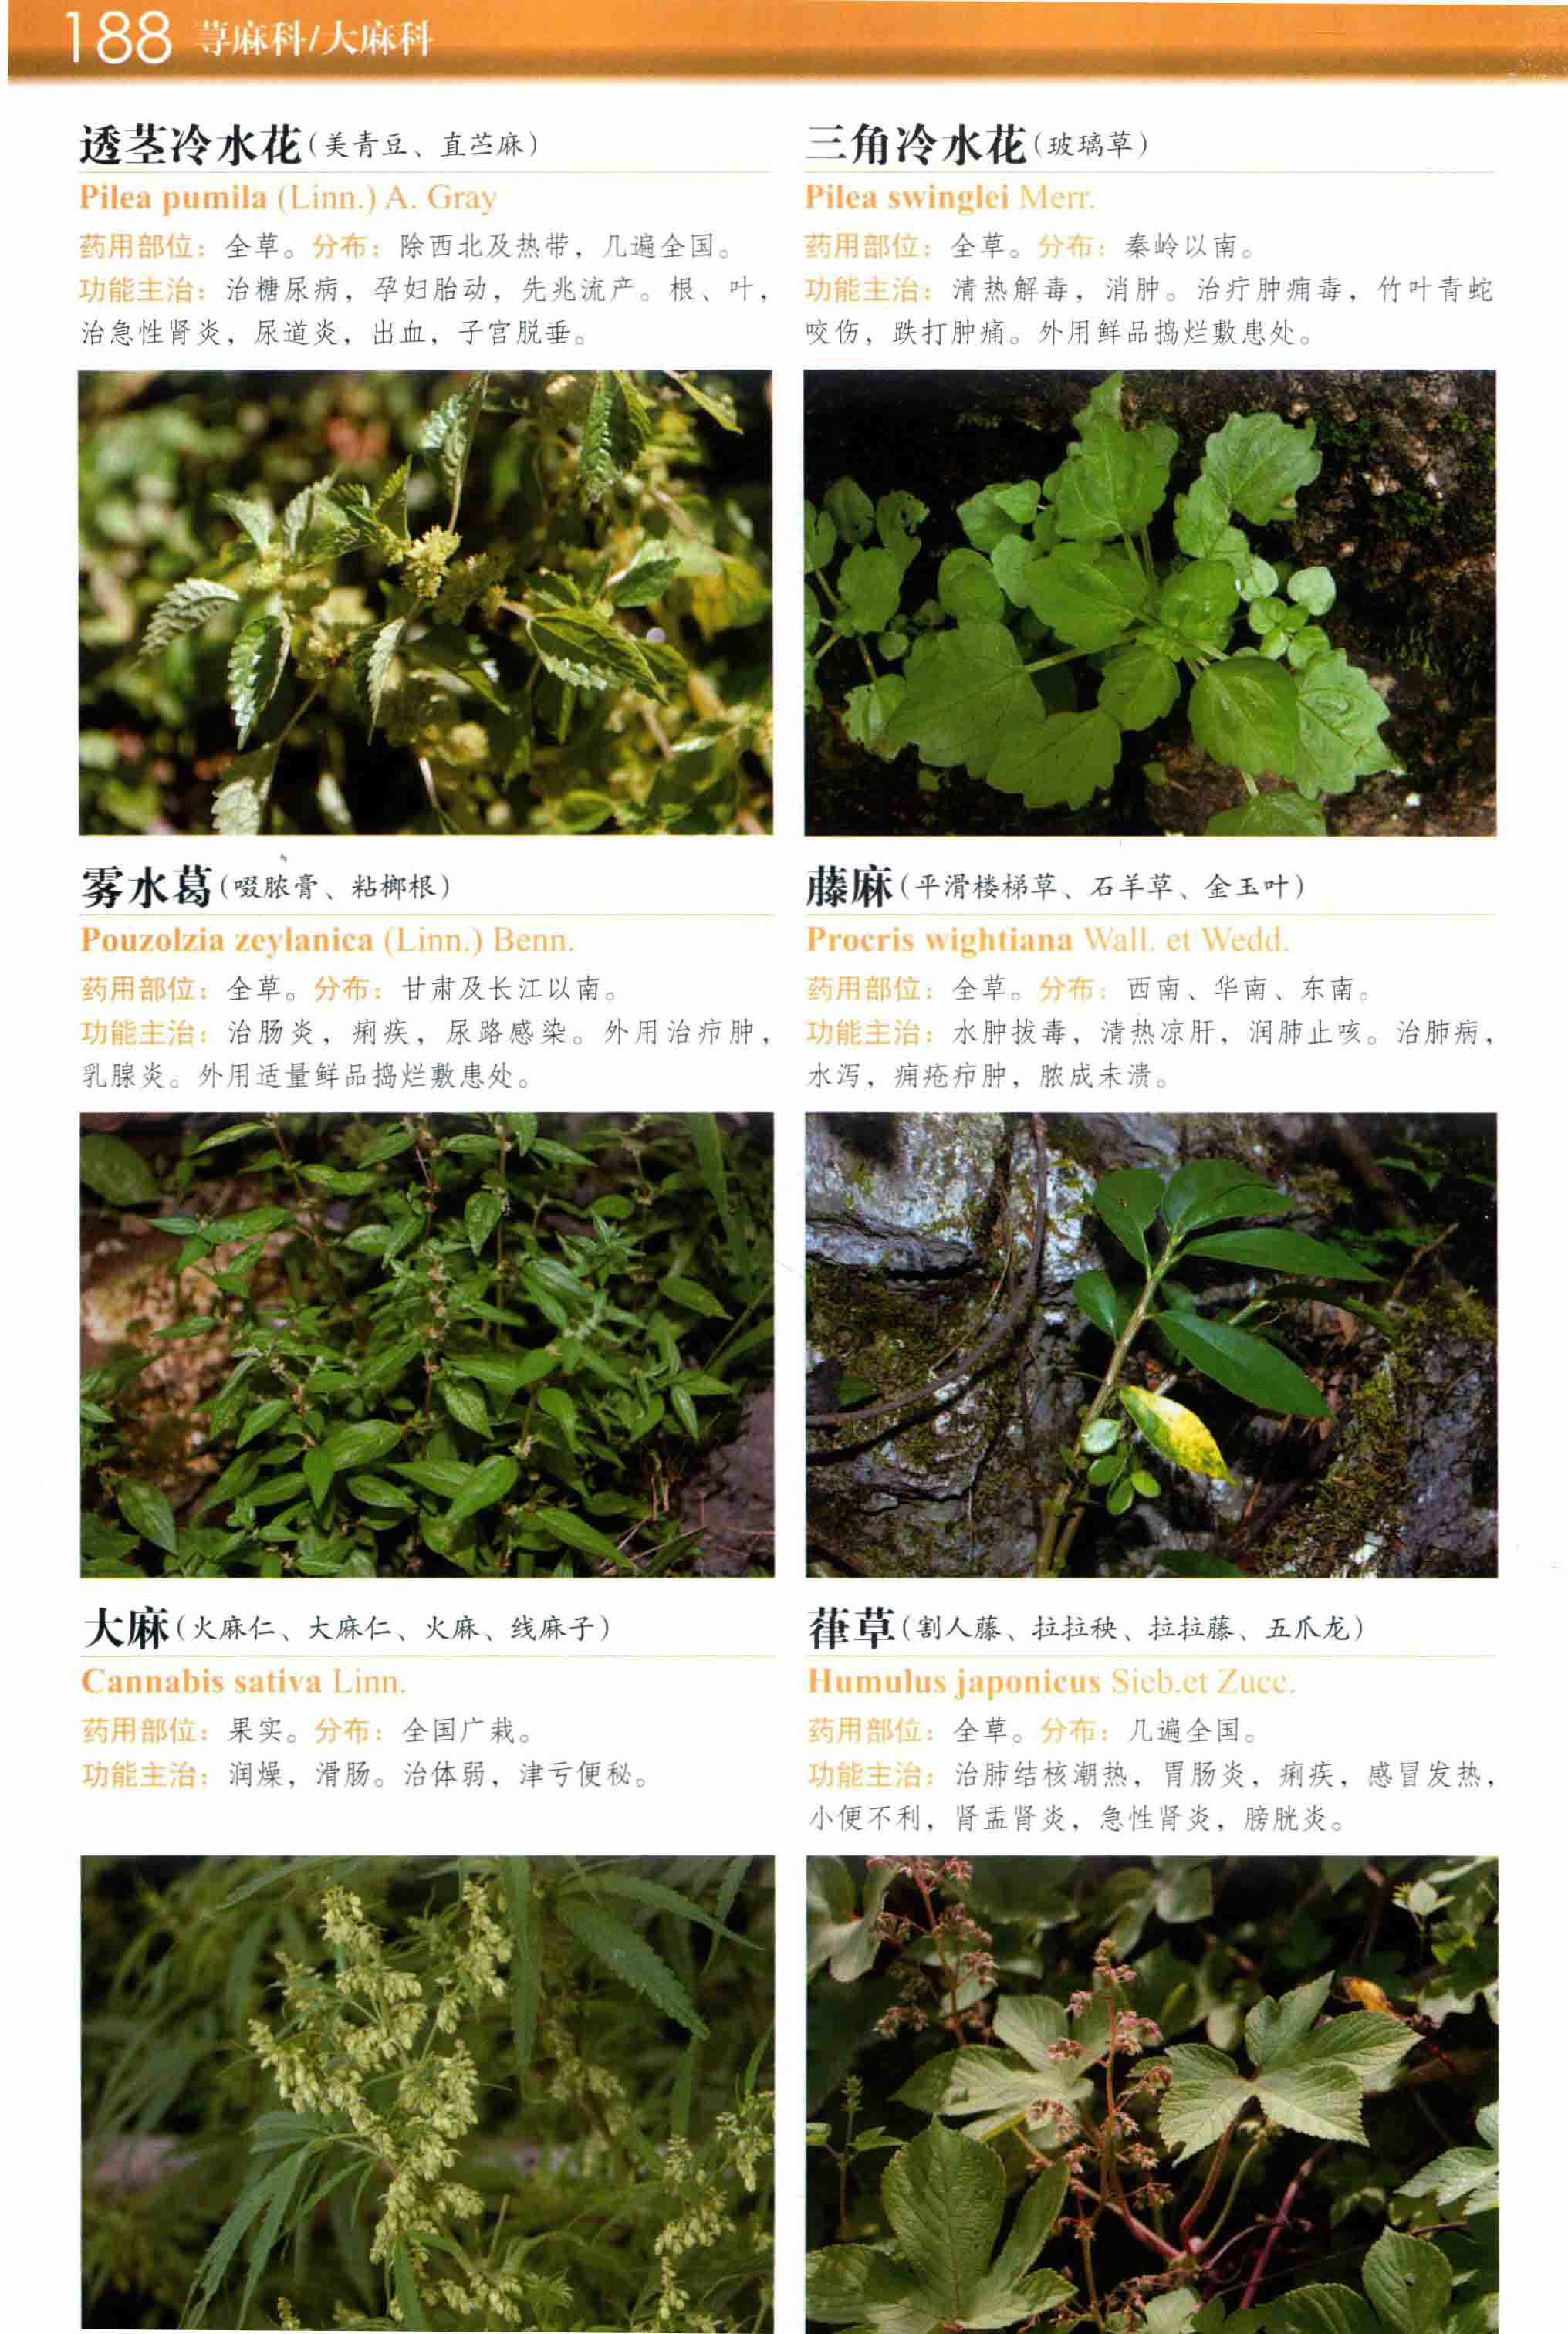 188 荨麻科/大麻科
透茎冷水花(美青豆、直苎麻)
Pilea pumila (Linn.) A. Gray
药用部位：全草。分布：除西北及热带，几遍全国。
功能主治：治糖尿病，孕妇胎动，先兆流产。根、叶，
治急性肾炎，尿道炎，出血，子宫脱垂。
三角冷水花(玻璃草)
Pilea swinglei Merr.
药用部位：全草。分布：秦岭以南。
功能主治：清热解毒，消肿。治疗肿痈毒，竹叶青蛇
咬伤，跌打肿痛。外用鲜品捣烂敷患处。
雾水葛(啜脓膏、粘榔根)
Pouzolzia zeylanica (Linn.) Benn.
药用部位：全草。分布：甘肃及长江以南。
功能主治：治肠炎，痢疾，尿路感染。外用治疖肿，
乳腺炎。外用适量鲜品捣烂敷患处。
藤麻(平滑楼梯草、石羊草、金玉叶)
Procris wightiana Wall. et Wedd.
药用部位：全草。分布：西南、华南、东南。
功能主治：水肿拔毒，清热凉肝，润肺止咳。治肺病，
水泻，痈疮疖肿，脓成未溃。
大麻(火麻仁、大麻仁、火麻、线麻子)
Cannabis sativa Linn.
药用部位：果实。分布：全国广栽。
功能主治：润燥，滑肠。治体弱，津亏便秘。
葎草(割人藤、拉拉秧、拉拉藤、五爪龙)
Humulus japonicus Sieb.et Zucc.
药用部位：全草。分布：几遍全国。
功能主治：治肺结核潮热，胃肠炎，痢疾，感冒发热，
小便不利，肾盂肾炎，急性肾炎，膀胱炎。